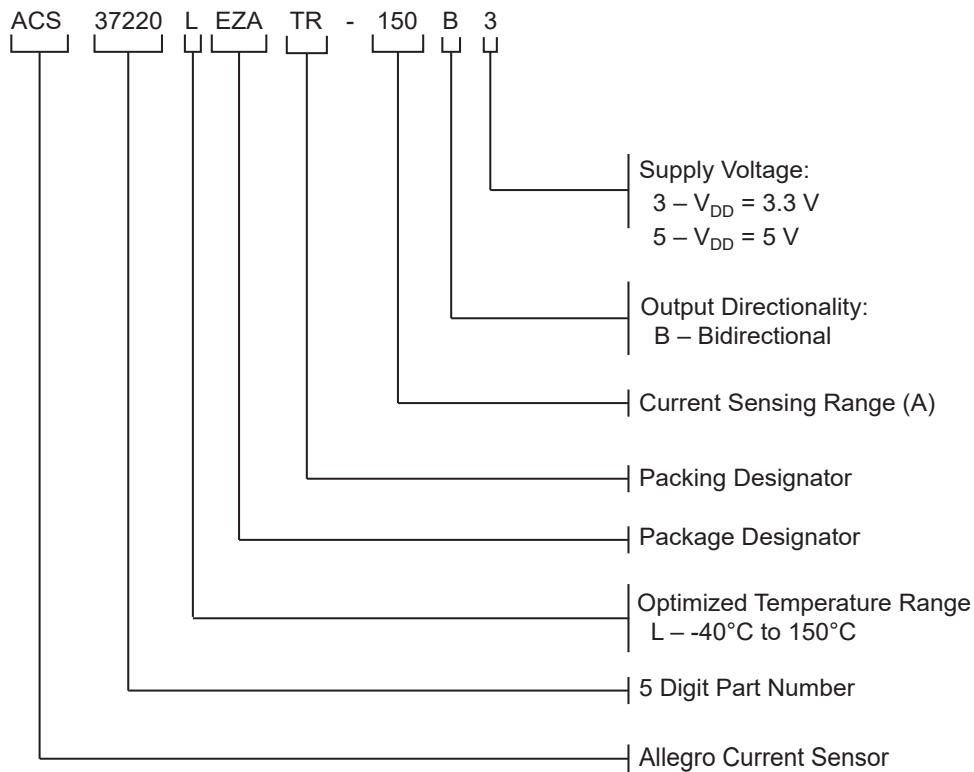 ACS 37220 L EZA TR - 150 B 3
Supply Voltage:
3 – VDD = 3.3 V
5 – VDD = 5 V
Output Directionality:
B – Bidirectional
Current Sensing Range (A)
Packing Designator
Package Designator
Optimized Temperature Range
L – -40°C to 150°C
5 Digit Part Number
Allegro Current Sensor